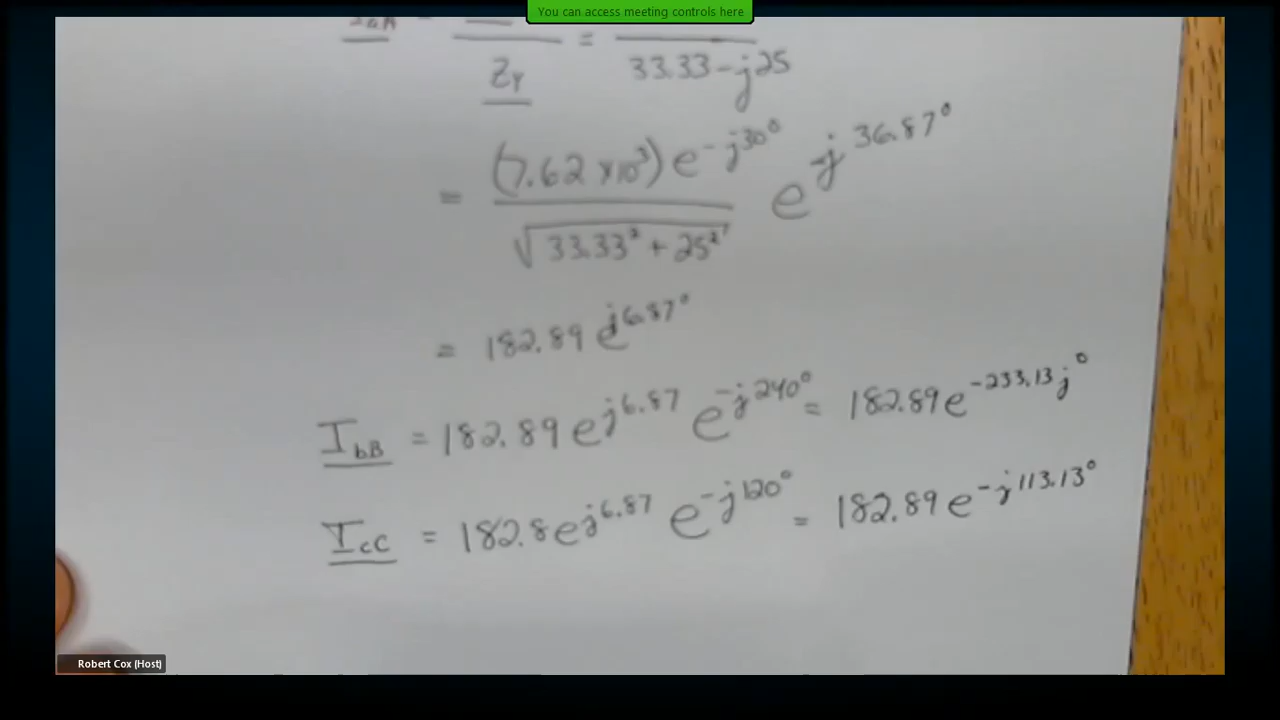 You can access meeting controls here
=
Z_Y 33.33-j25
= (7.62 x10^3) e^-j30° / √(33.33² + 25²) e^j36.87°
= 182.89 e^j6.87°
I_bB = 182.89 e^j6.87 e^-j240° = 182.89 e^-233.13j°
I_cC = 182.8 e^j6.87 e^-j120° = 182.89 e^-j113.13°
Robert Cox (Host)